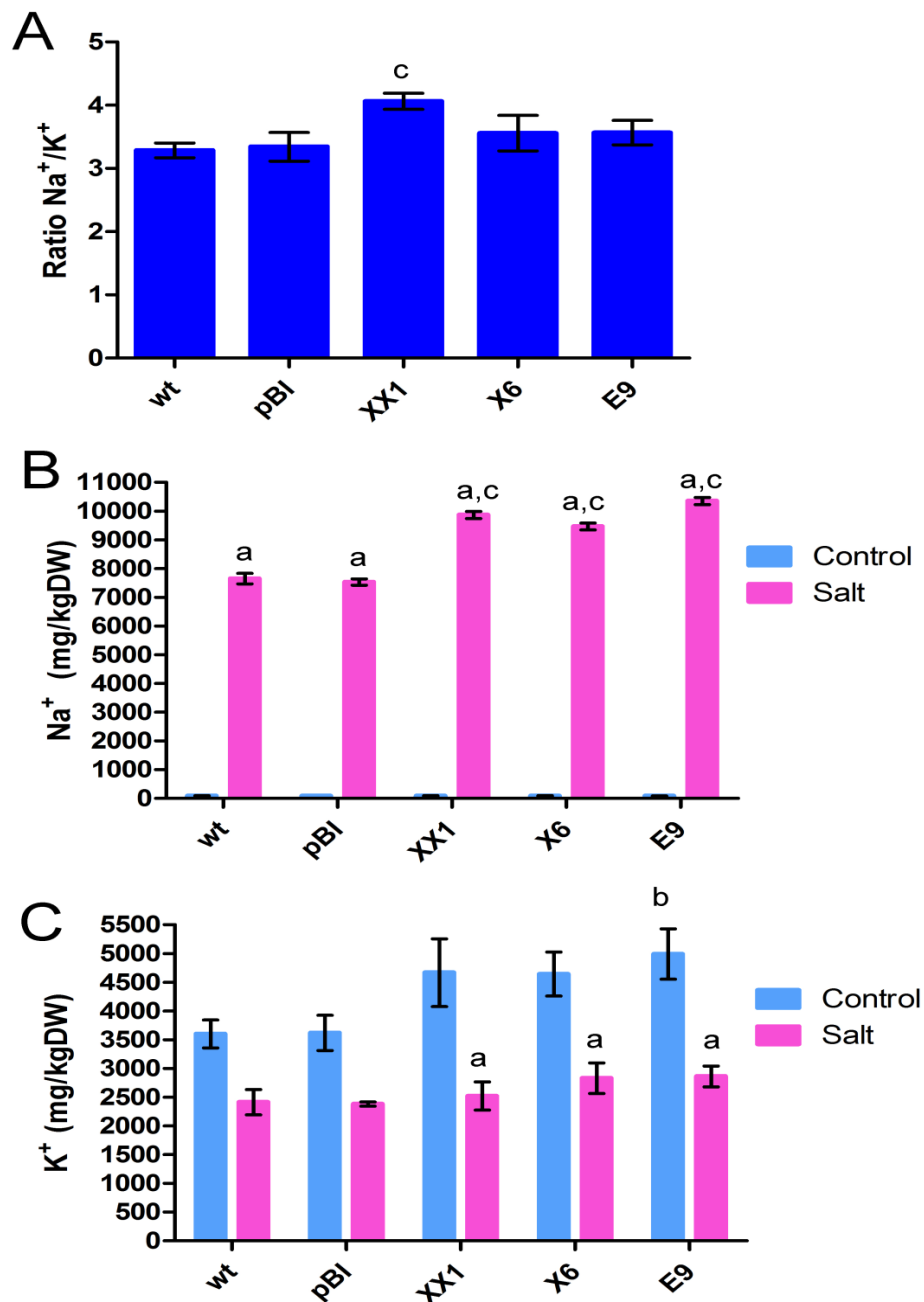 A
Ratio Na⁺/K⁺
5
4
3
2
1
0
c
wt
pBI
XX1
X6
E9
B
Na⁺ (mg/kgDW)
11000
10000
9000
8000
7000
6000
5000
4000
3000
2000
1000
0
a
a
a,c
a,c
a,c
wt
pBI
XX1
X6
E9
Control
Salt
C
K⁺ (mg/kgDW)
5500
5000
4500
4000
3500
3000
2500
2000
1500
1000
500
0
b
a
a
a
wt
pBI
XX1
X6
E9
Control
Salt